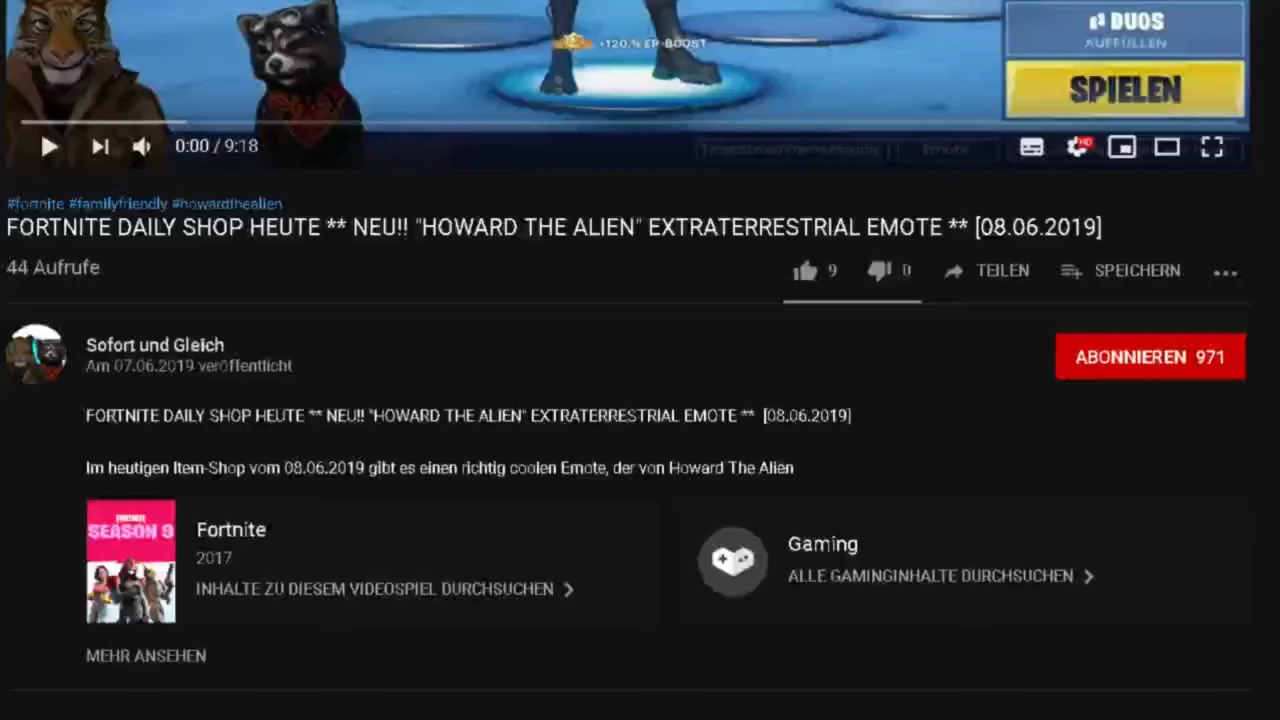 DUOS
AUFFÜLLEN
+120.% EP-BOOST
SPIELEN
0:00 / 9:18
HD
Emote
#fortnite #familyfriendly #howardthealien
FORTNITE DAILY SHOP HEUTE ** NEU!! "HOWARD THE ALIEN" EXTRATERRESTRIAL EMOTE ** [08.06.2019]
44 Aufrufe
9
0
TEILEN
SPEICHERN
Sofort und Gleich
Am 07.06.2019 veröffentlicht
ABONNIEREN 971
FORTNITE DAILY SHOP HEUTE ** NEU!! "HOWARD THE ALIEN" EXTRATERRESTRIAL EMOTE ** [08.06.2019]
Im heutigen Item-Shop vom 08.06.2019 gibt es einen richtig coolen Emote, der von Howard The Alien
FORTNITE
SEASON 9
Fortnite
2017
INHALTE ZU DIESEM VIDEOSPIEL DURCHSUCHEN
Gaming
ALLE GAMINGINHALTE DURCHSUCHEN
MEHR ANSEHEN